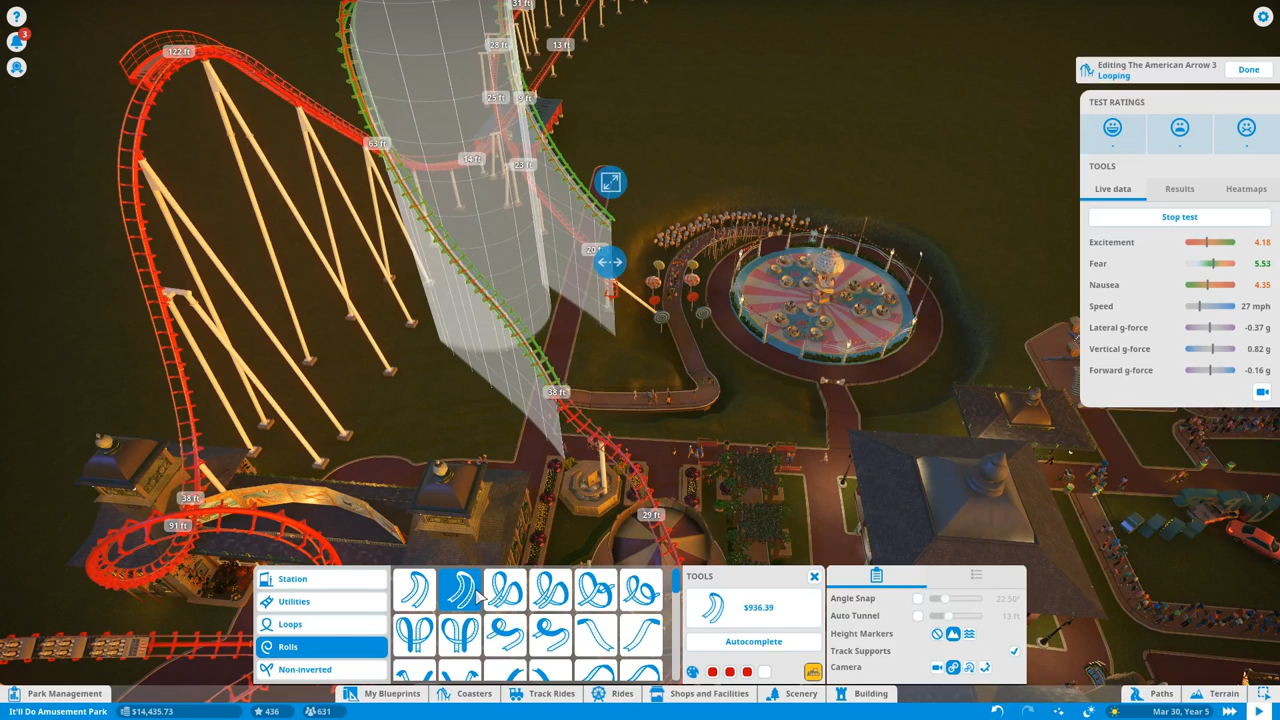 ?
3
31 ft
122 ft
28 ft
13 ft
25 ft
9 ft
63 ft
14 ft
23 ft
20
38 ft
38 ft
91 ft
29 ft
Editing The American Arrow 3
Looping
Done
TEST RATINGS
-
-
-
TOOLS
Live data
Results
Heatmaps
Stop test
Excitement 4.18
Fear 5.53
Nausea 4.35
Speed 27 mph
Lateral g-force -0.37 g
Vertical g-force 0.82 g
Forward g-force -0.16 g
Station
Utilities
Loops
Rolls
Non-inverted
TOOLS
$936.39
Autocomplete
Angle Snap 22.50°
Auto Tunnel 13 ft
Height Markers
Track Supports
Camera
Park Management
My Blueprints
Coasters
Track Rides
Rides
Shops and Facilities
Scenery
Building
Paths
Terrain
It'll Do Amusement Park
$14,435.73
436
631
Mar 30, Year 5